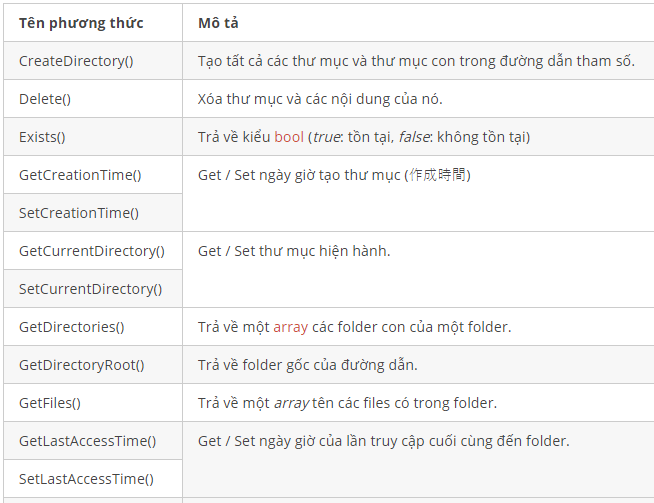 Tên phương thức Mô tả
CreateDirectory() Tạo tất cả các thư mục và thư mục con trong đường dẫn tham số.
Delete() Xóa thư mục và các nội dung của nó.
Exists() Trả về kiểu bool (true: tồn tại, false: không tồn tại)
GetCreationTime() Get / Set ngày giờ tạo thư mục (作成時間)
SetCreationTime()
GetCurrentDirectory() Get / Set thư mục hiện hành.
SetCurrentDirectory()
GetDirectories() Trả về một array các folder con của một folder.
GetDirectoryRoot() Trả về folder gốc của đường dẫn.
GetFiles() Trả về một array tên các files có trong folder.
GetLastAccessTime() Get / Set ngày giờ của lần truy cập cuối cùng đến folder.
SetLastAccessTime()